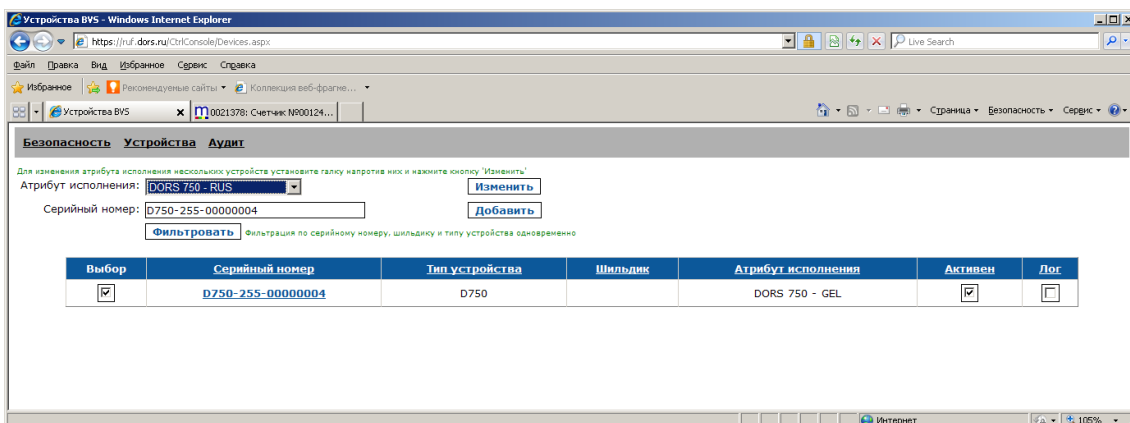 Устройства BVS - Windows Internet Explorer
https://ruf.dors.ru/CtrlConsole/Devices.aspx
Live Search
Файл Правка Вид Избранное Сервис Справка
Избранное Рекомендуемые сайты Коллекция веб-фрагме...
Устройства BVS 0021378: Счетчик №00124... Страница Безопасность Сервис
Безопасность Устройства Аудит
Для изменения атрибута исполнения нескольких устройств установите галку напротив них и нажмите кнопку 'Изменить'
Атрибут исполнения: DORS 750 - RUS Изменить
Серийный номер: D750-255-00000004 Добавить
Фильтровать Фильтрация по серийному номеру, шильдику и типу устройства одновременно
Выбор Серийный номер Тип устройства Шильдик Атрибут исполнения Активен Лог
D750-255-00000004 D750 DORS 750 - GEL
Интернет 105%